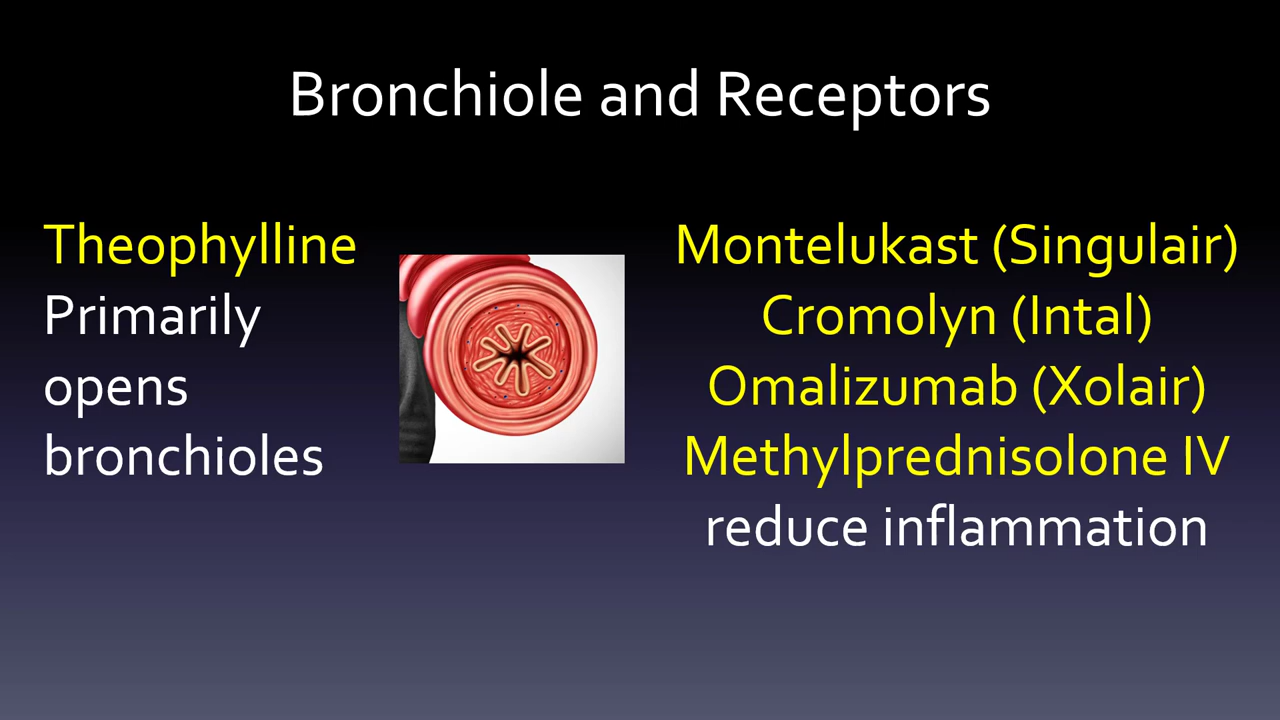 Bronchiole and Receptors
Theophylline
Primarily
opens
bronchioles
Montelukast (Singulair)
Cromolyn (Intal)
Omalizumab (Xolair)
Methylprednisolone IV
reduce inflammation